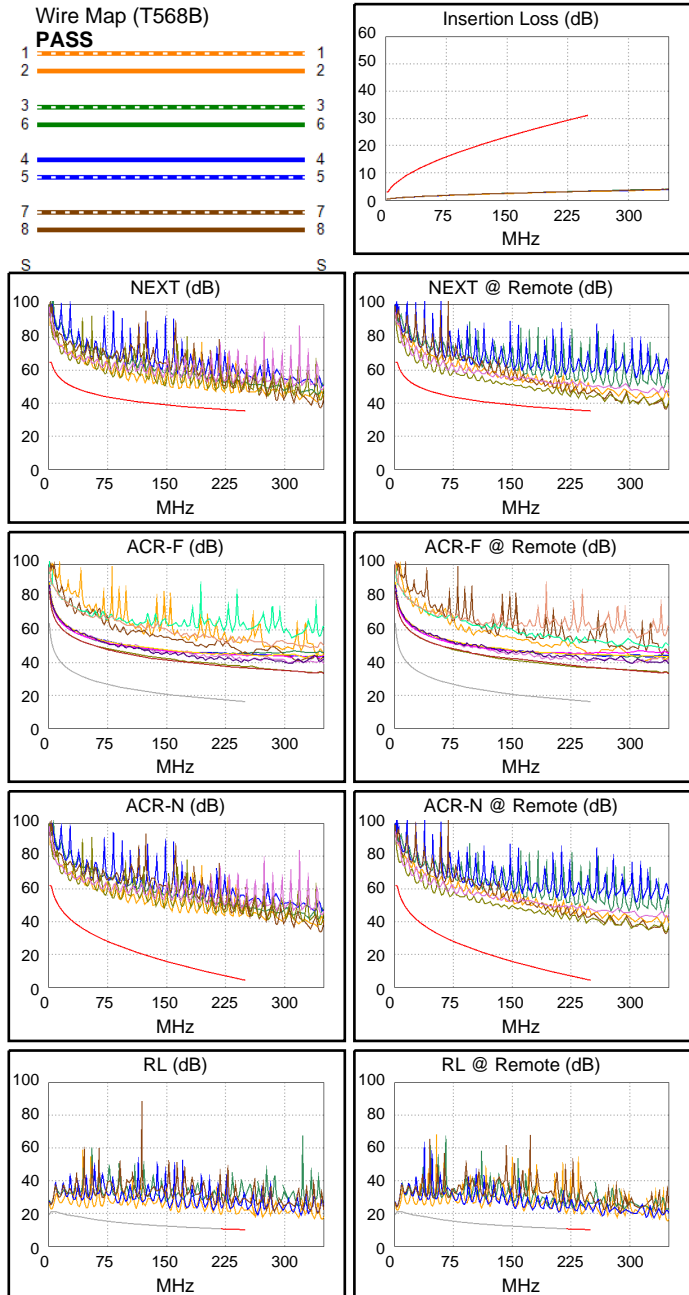 Wire Map (T568B)
PASS
1 1
2 2
3 3
6 6
4 4
5 5
7 7
8 8
S S
Insertion Loss (dB)
60
50
40
30
20
10
0
0 75 150 225 300
MHz
NEXT (dB)
100
80
60
40
20
0
0 75 150 225 300
MHz
NEXT @ Remote (dB)
100
80
60
40
20
0
0 75 150 225 300
MHz
ACR-F (dB)
100
80
60
40
20
0
0 75 150 225 300
MHz
ACR-F @ Remote (dB)
100
80
60
40
20
0
0 75 150 225 300
MHz
ACR-N (dB)
100
80
60
40
20
0
0 75 150 225 300
MHz
ACR-N @ Remote (dB)
100
80
60
40
20
0
0 75 150 225 300
MHz
RL (dB)
100
80
60
40
20
0
0 75 150 225 300
MHz
RL @ Remote (dB)
100
80
60
40
20
0
0 75 150 225 300
MHz